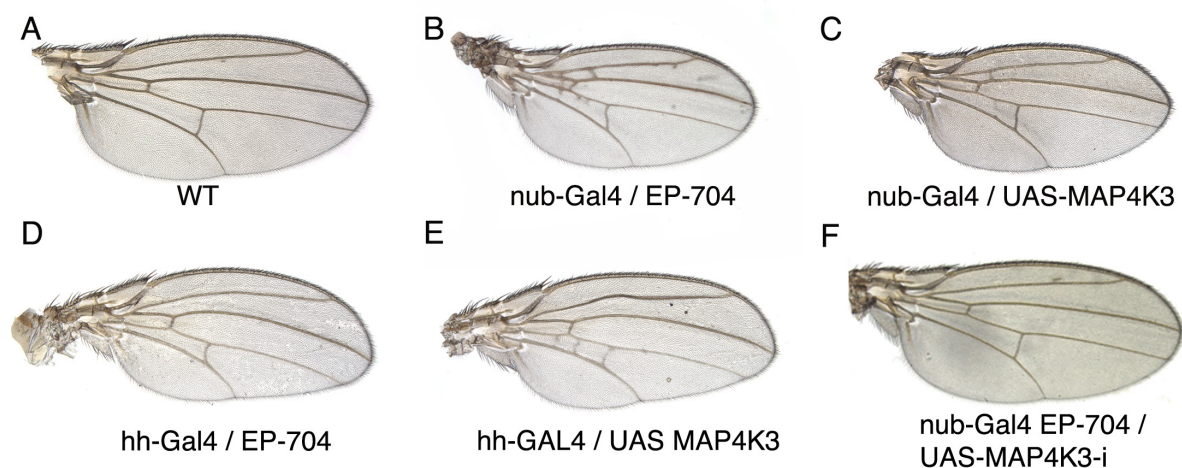 A
B
C
WT
nub-Gal4 / EP-704
nub-Gal4 / UAS-MAP4K3
D
E
F
hh-Gal4 / EP-704
hh-GAL4 / UAS MAP4K3
nub-Gal4 EP-704 /
UAS-MAP4K3-i